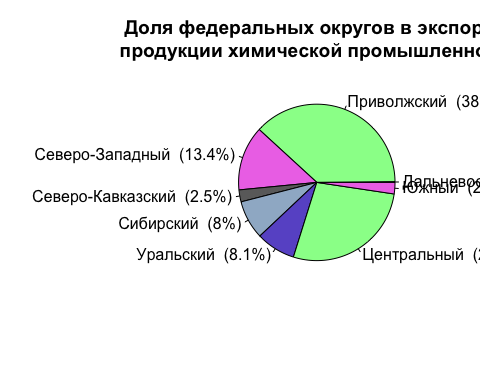 Доля федеральных округов в экспор
продукции химической промышленно
Приволжский (38
Северо-Западный (13.4%)
Дальневос
Южный (2
Северо-Кавказский (2.5%)
Сибирский (8%)
Уральский (8.1%)
Центральный (2